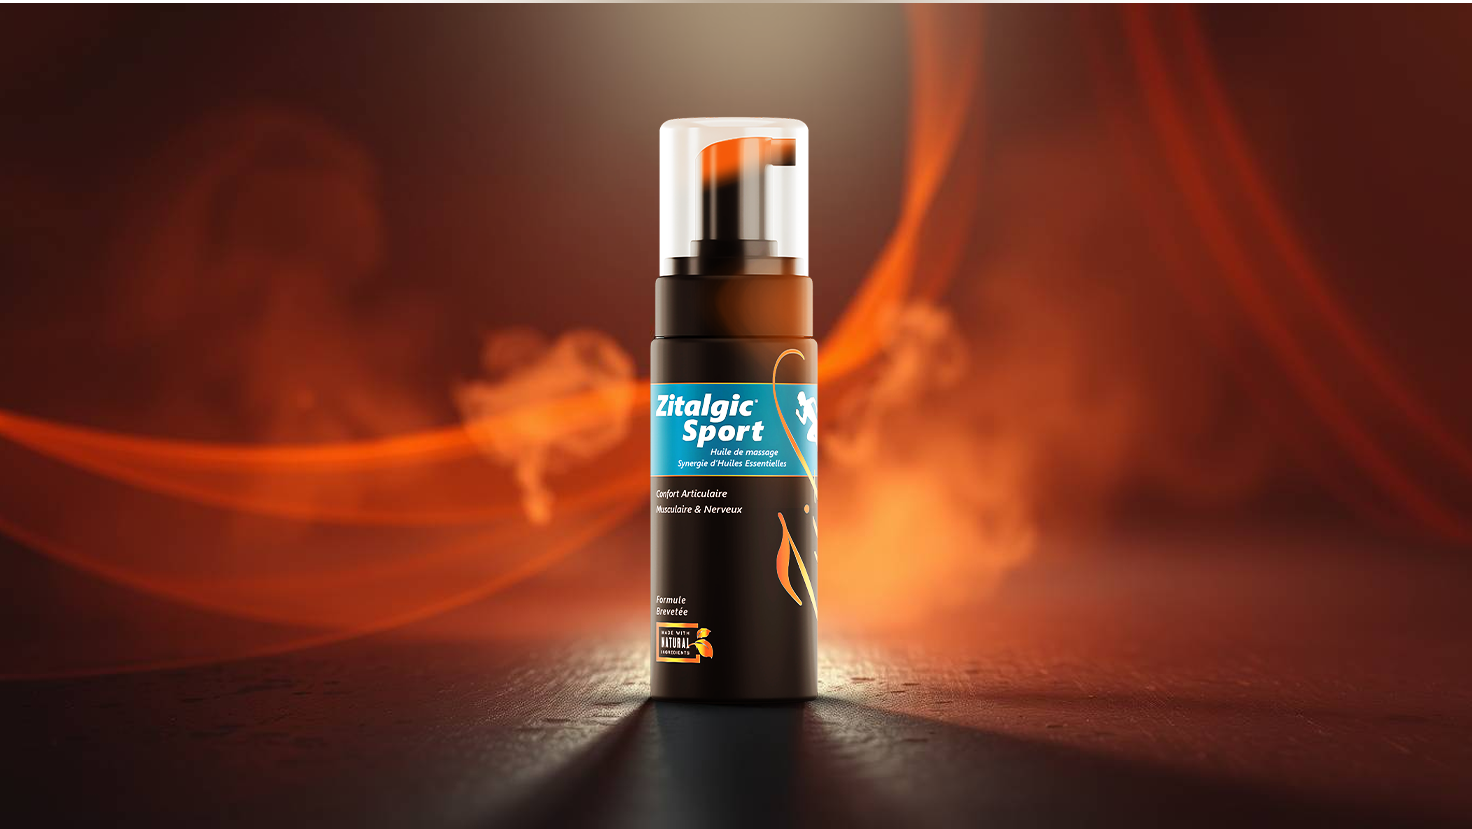 Zitalgic®
Sport
Huile de massage
Synergie d'Huiles Essentielles
Confort Articulaire
Musculaire & Nerveux
Formule
Brevetée
MADE WITH
NATURAL
INGREDIENTS